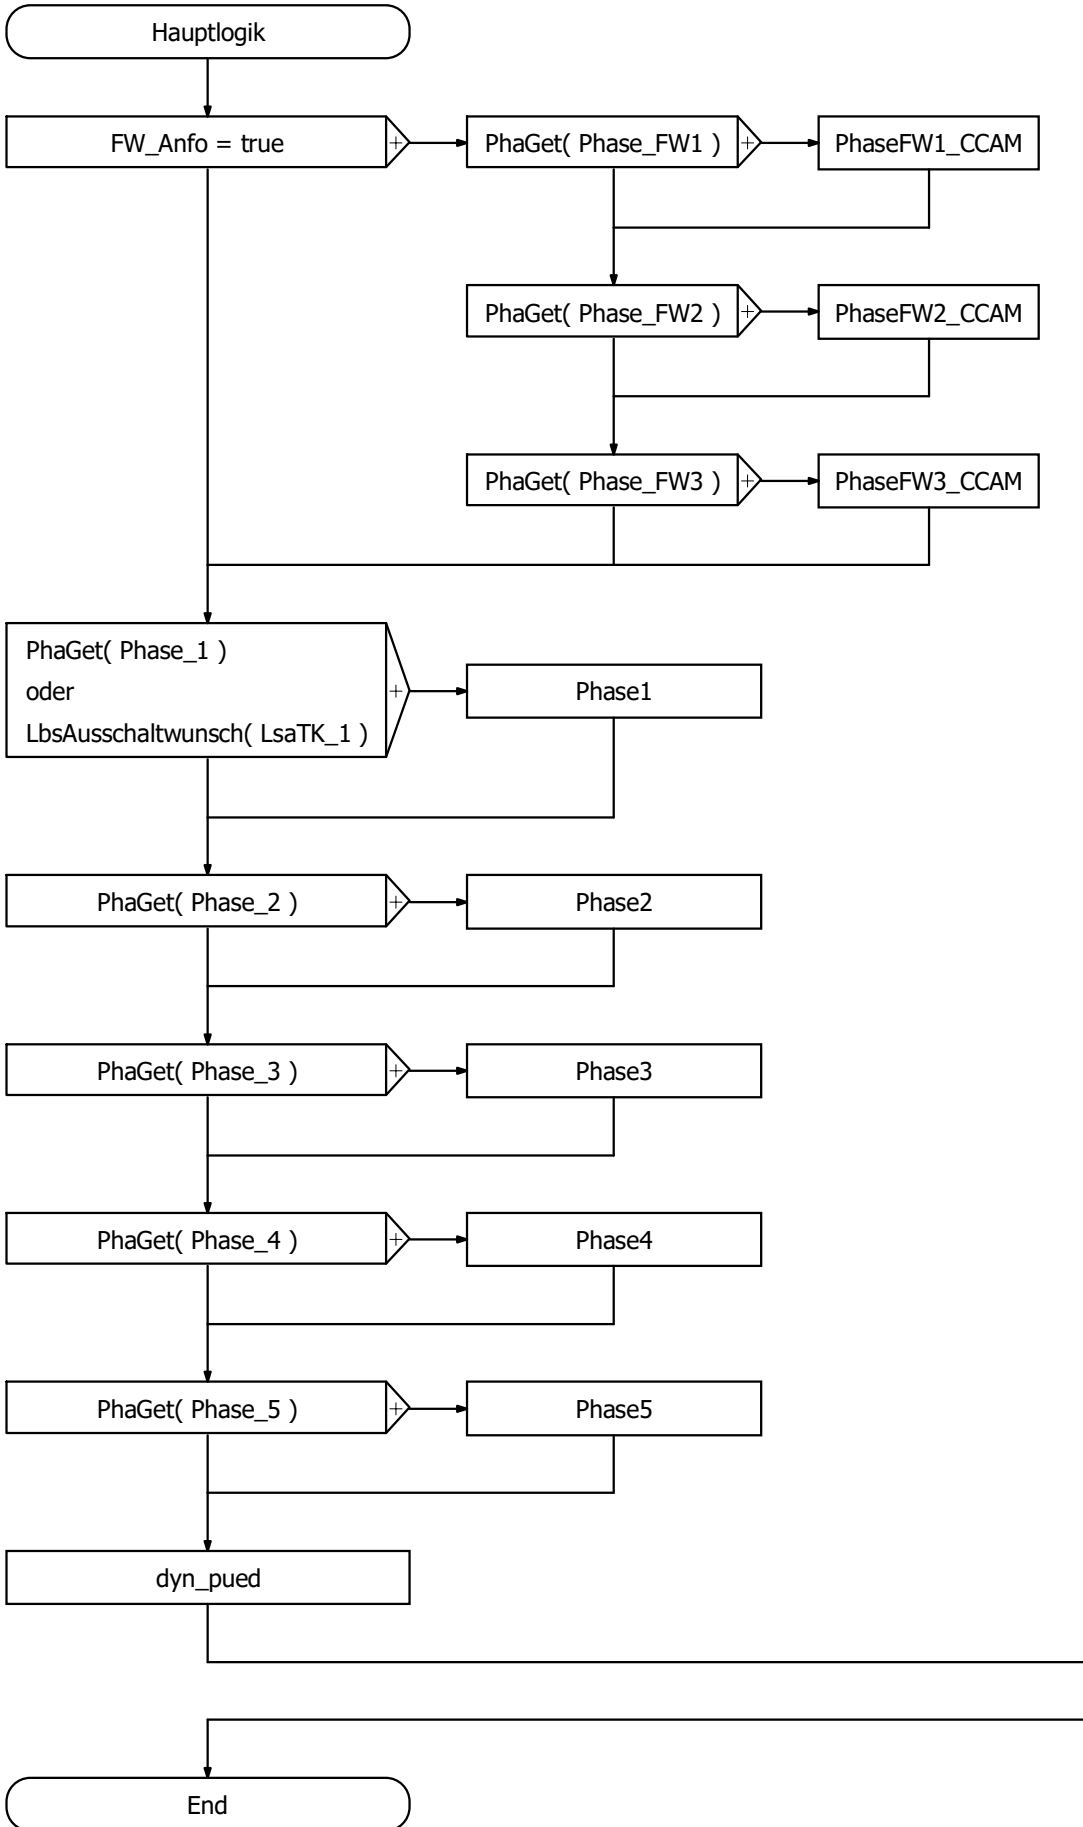 Hauptlogik
FW_Anfo = true
PhaGet( Phase_FW1 )
PhaseFW1_CCAM
PhaGet( Phase_FW2 )
PhaseFW2_CCAM
PhaGet( Phase_FW3 )
PhaseFW3_CCAM
PhaGet( Phase_1 )
oder
LbsAusschaltwunsch( LsaTK_1 )
Phase1
PhaGet( Phase_2 )
Phase2
PhaGet( Phase_3 )
Phase3
PhaGet( Phase_4 )
Phase4
PhaGet( Phase_5 )
Phase5
dyn_pued
End